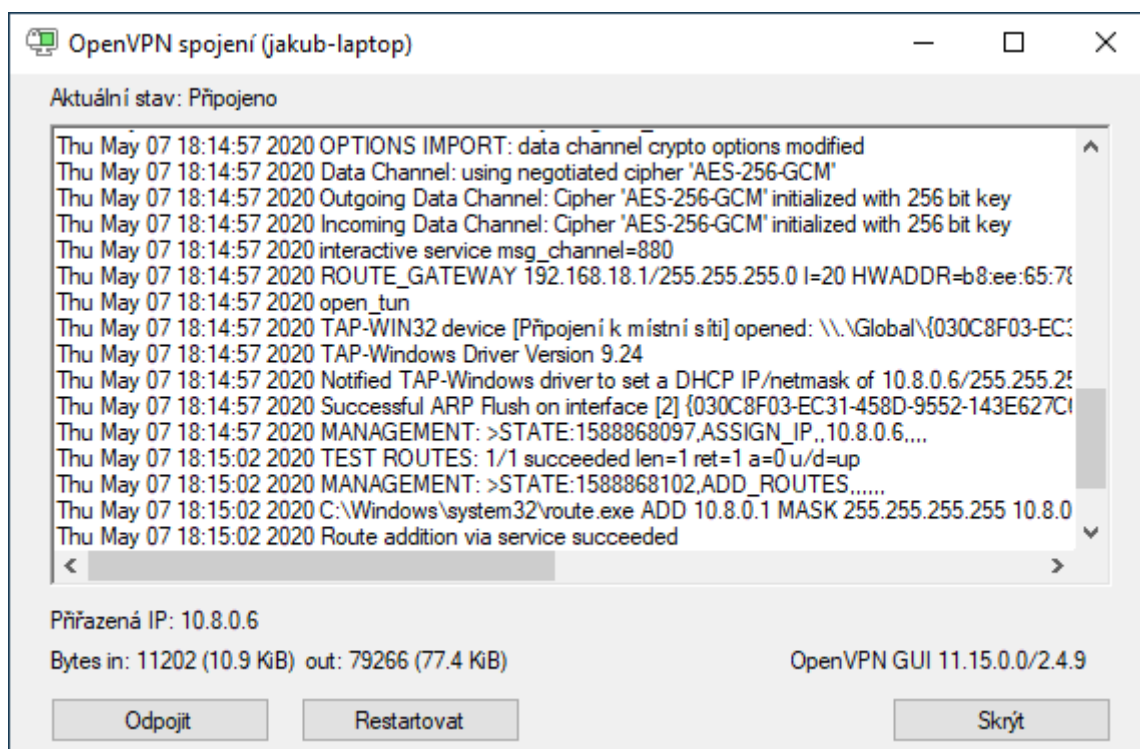 OpenVPN spojení (jakub-laptop)
Aktuální stav: Připojeno
Thu May 07 18:14:57 2020 OPTIONS IMPORT: data channel crypto options modified
Thu May 07 18:14:57 2020 Data Channel: using negotiated cipher 'AES-256-GCM'
Thu May 07 18:14:57 2020 Outgoing Data Channel: Cipher 'AES-256-GCM' initialized with 256 bit key
Thu May 07 18:14:57 2020 Incoming Data Channel: Cipher 'AES-256-GCM' initialized with 256 bit key
Thu May 07 18:14:57 2020 interactive service msg_channel=880
Thu May 07 18:14:57 2020 ROUTE_GATEWAY 192.168.18.1/255.255.255.0 I=20 HWADDR=b8:ee:65:78
Thu May 07 18:14:57 2020 open_tun
Thu May 07 18:14:57 2020 TAP-WIN32 device [Připojení k místní síti] opened: \\.\Global\{030C8F03-EC3
Thu May 07 18:14:57 2020 TAP-Windows Driver Version 9.24
Thu May 07 18:14:57 2020 Notified TAP-Windows driver to set a DHCP IP/netmask of 10.8.0.6/255.255.25
Thu May 07 18:14:57 2020 Successful ARP Flush on interface [2] {030C8F03-EC31-458D-9552-143E627C
Thu May 07 18:14:57 2020 MANAGEMENT: >STATE:1588868097,ASSIGN_IP,,10.8.0.6,,,,
Thu May 07 18:15:02 2020 TEST ROUTES: 1/1 succeeded len=1 ret=1 a=0 u/d=up
Thu May 07 18:15:02 2020 MANAGEMENT: >STATE:1588868102,ADD_ROUTES,,,,,,
Thu May 07 18:15:02 2020 C:\Windows\system32\route.exe ADD 10.8.0.1 MASK 255.255.255.255 10.8.0
Thu May 07 18:15:02 2020 Route addition via service succeeded
Přiřazená IP: 10.8.0.6
Bytes in: 11202 (10.9 KiB) out: 79266 (77.4 KiB) OpenVPN GUI 11.15.0.0/2.4.9
Odpojit Restartovat Skrýt